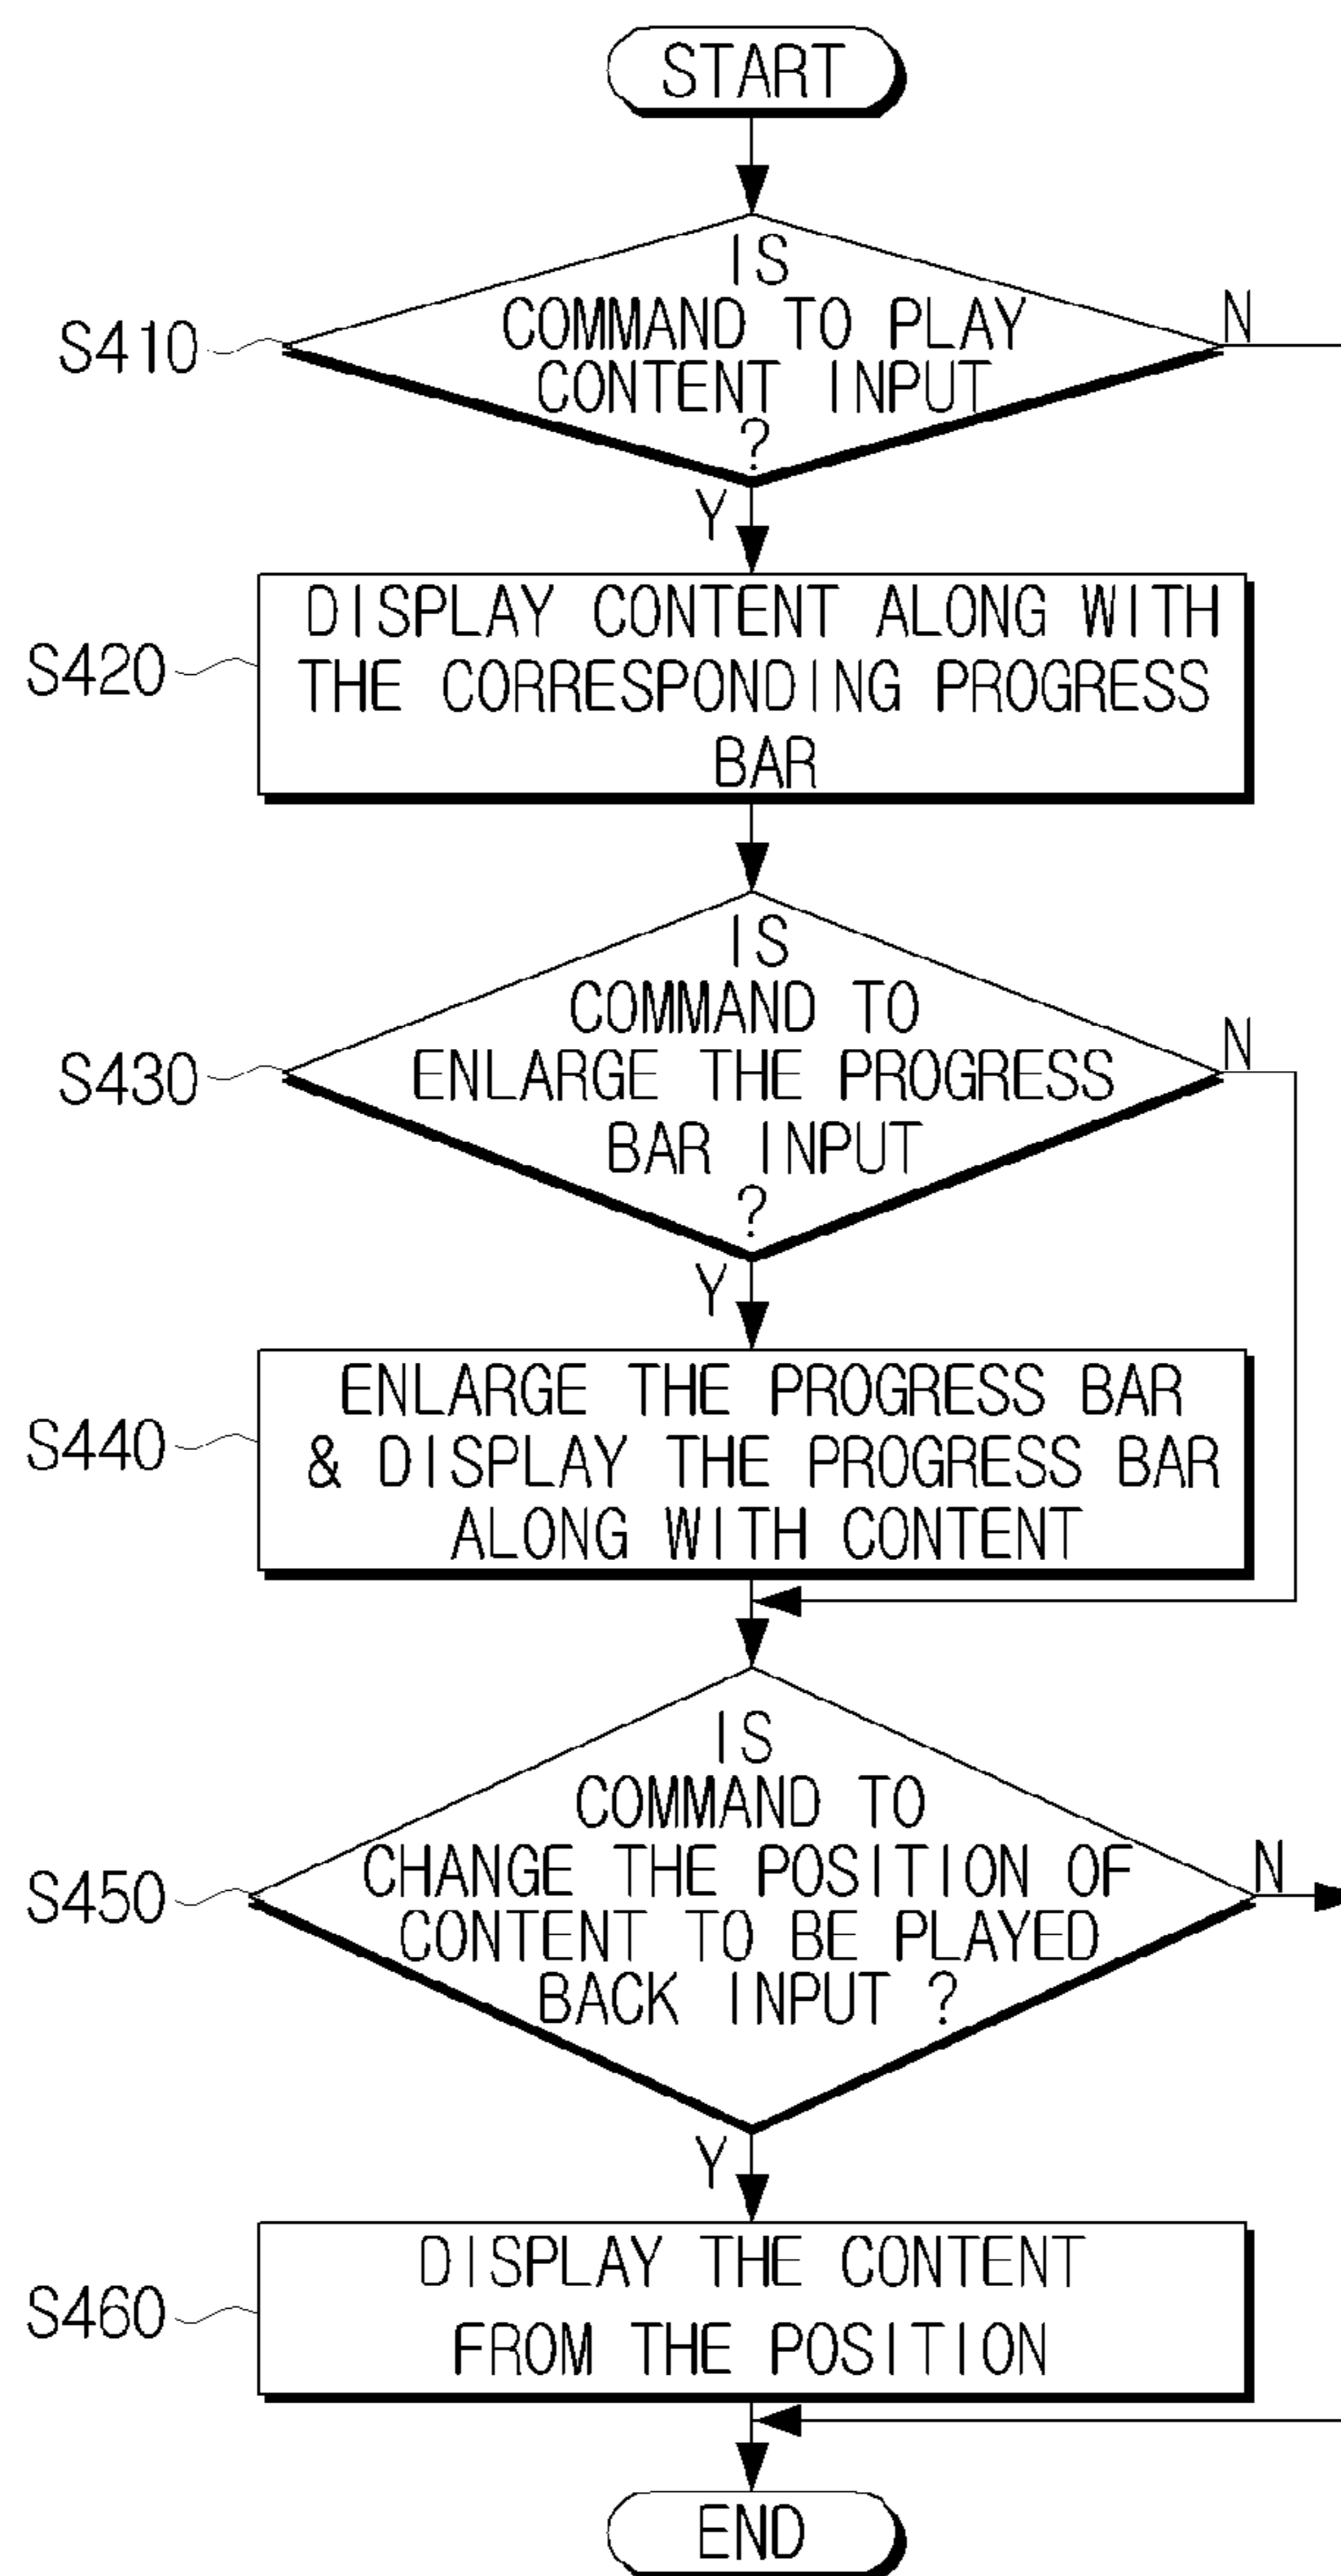 START
IS
COMMAND TO PLAY
CONTENT INPUT
?
N
S410
Y
DISPLAY CONTENT ALONG WITH
THE CORRESPONDING PROGRESS
BAR
S420
IS
COMMAND TO
ENLARGE THE PROGRESS
BAR INPUT
?
N
S430
Y
ENLARGE THE PROGRESS BAR
& DISPLAY THE PROGRESS BAR
ALONG WITH CONTENT
S440
IS
COMMAND TO
CHANGE THE POSITION OF
CONTENT TO BE PLAYED
BACK INPUT ?
N
S450
Y
DISPLAY THE CONTENT
FROM THE POSITION
S460
END